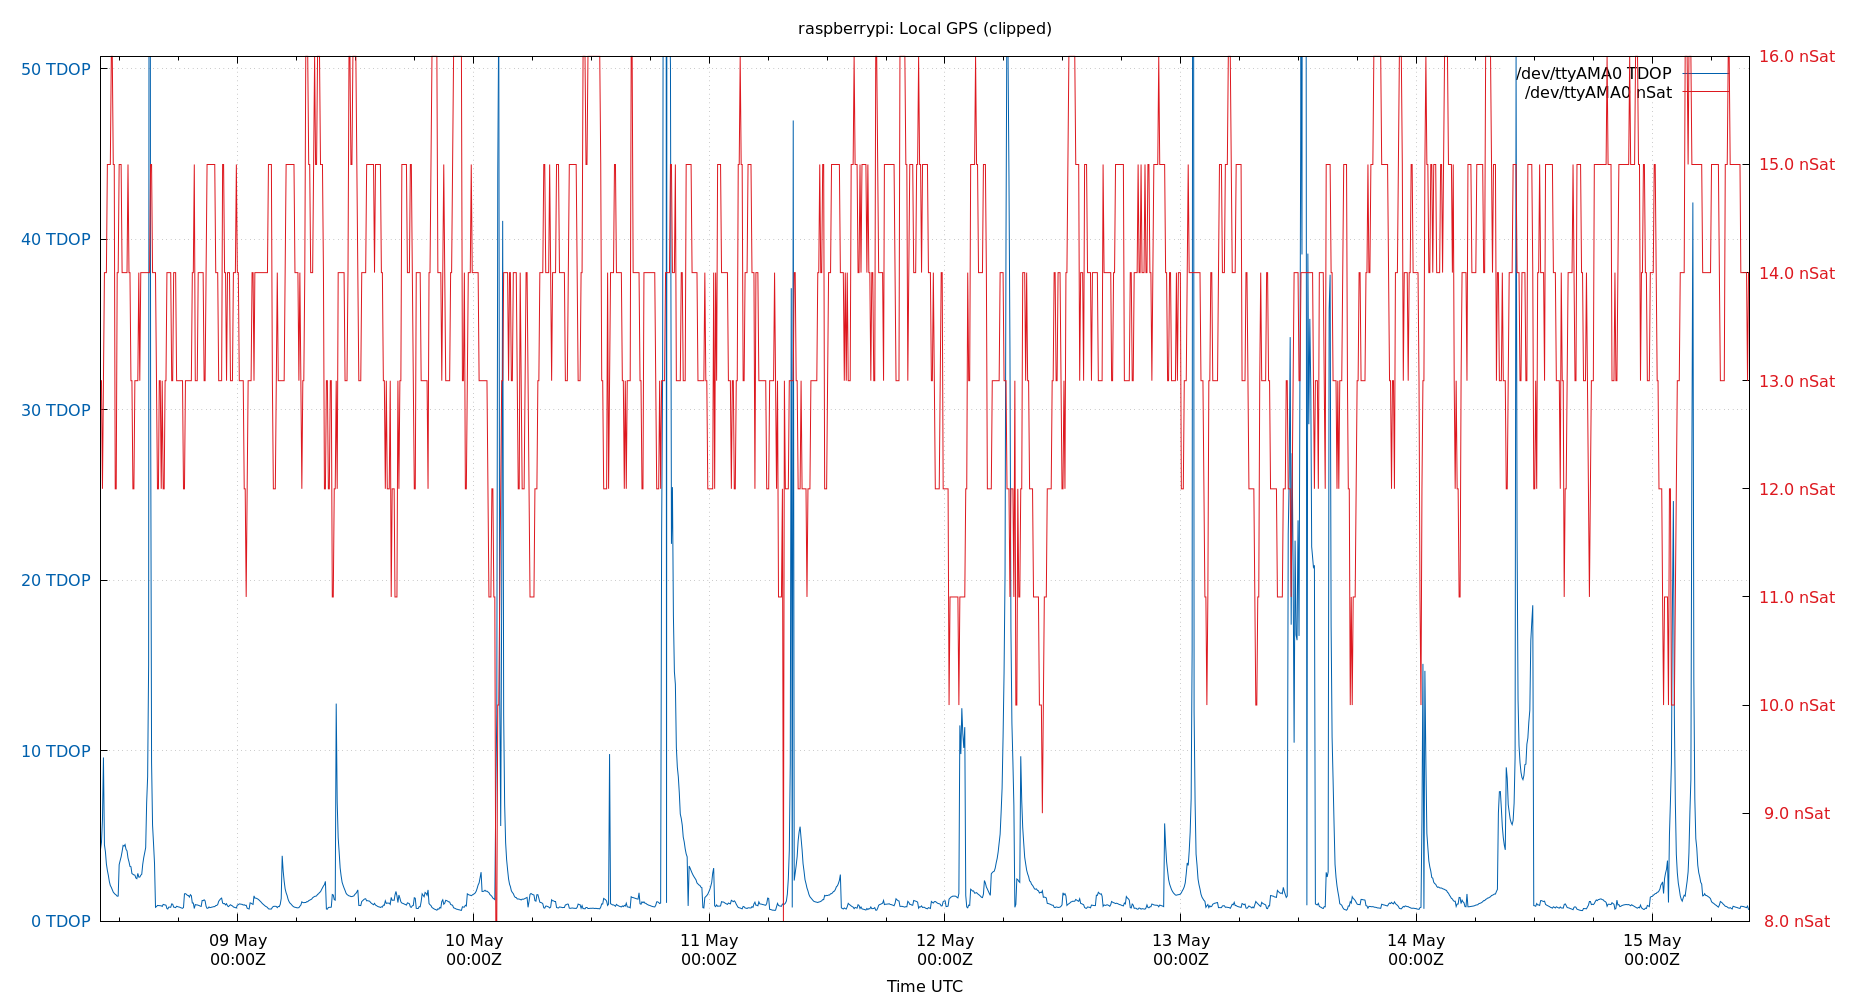 raspberrypi: Local GPS (clipped)
50 TDOP
40 TDOP
30 TDOP
20 TDOP
10 TDOP
0 TDOP
/dev/ttyAMA0 TDOP
/dev/ttyAMA0 nSat
16.0 nSat
15.0 nSat
14.0 nSat
13.0 nSat
12.0 nSat
11.0 nSat
10.0 nSat
9.0 nSat
8.0 nSat
09 May
00:00Z
10 May
00:00Z
11 May
00:00Z
12 May
00:00Z
13 May
00:00Z
14 May
00:00Z
15 May
00:00Z
Time UTC